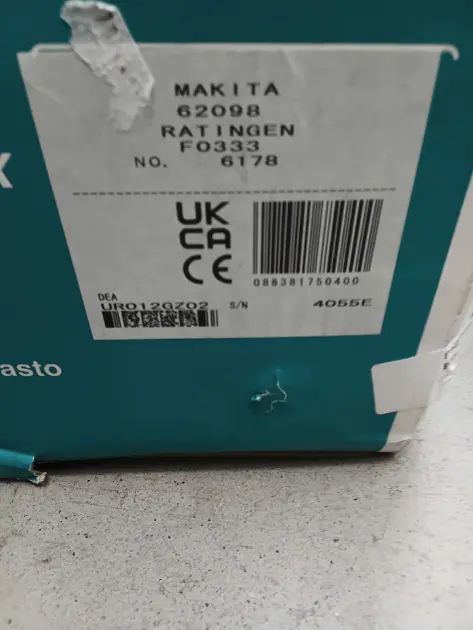 MAKITA
62098
RATINGEN
F0333
NO. 6178
UK
CA
CE
088381750400
DEA
UR012GZ02 S/N 4055E
asto